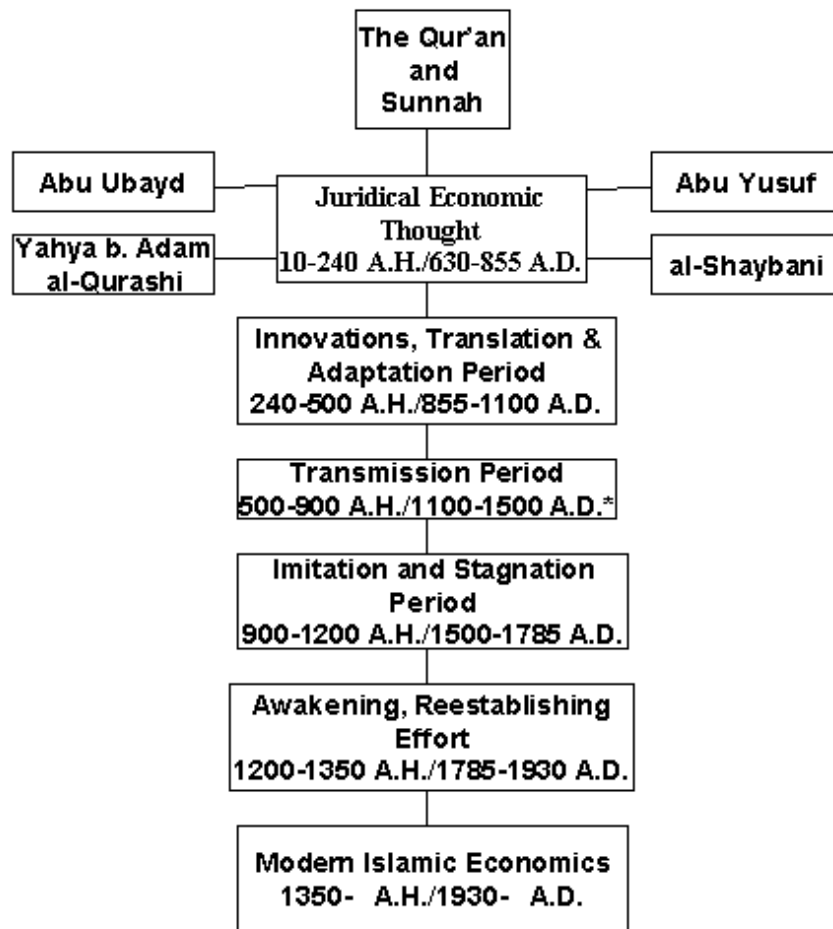 The Qur'an
and
Sunnah
Abu Ubayd
Abu Yusuf
Juridical Economic
Thought
10-240 A.H./630-855 A.D.
Yahya b. Adam
al-Qurashi
al-Shaybani
Innovations, Translation &
Adaptation Period
240-500 A.H./855-1100 A.D.
Transmission Period
500-900 A.H./1100-1500 A.D.*
Imitation and Stagnation
Period
900-1200 A.H./1500-1785 A.D.
Awakening, Reestablishing
Effort
1200-1350 A.H./1785-1930 A.D.
Modern Islamic Economics
1350- A.H./1930- A.D.